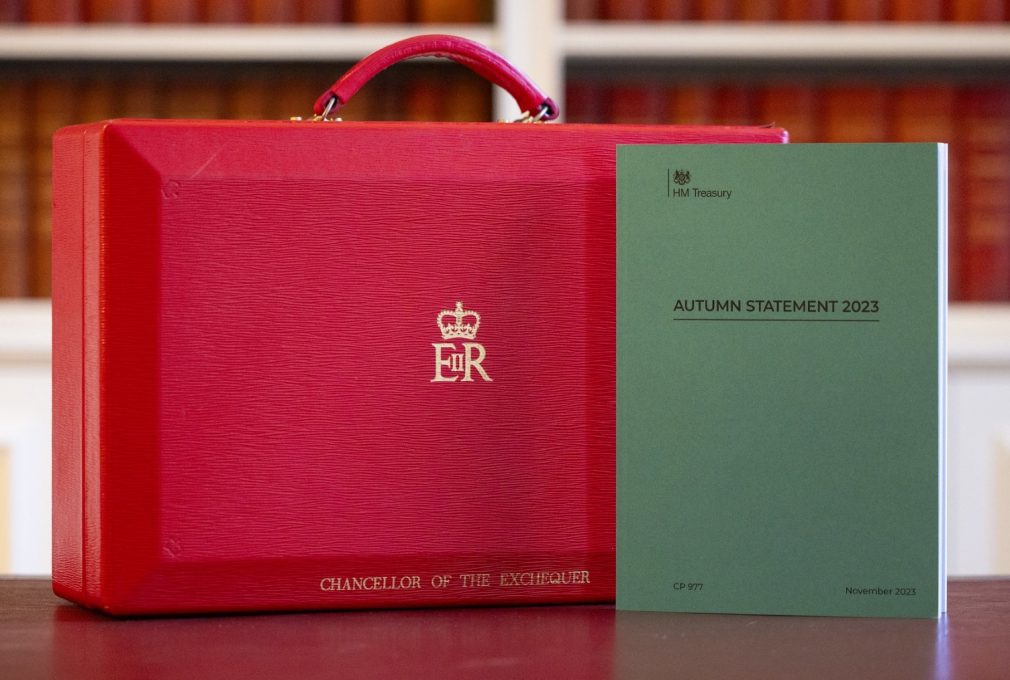 EIIR
CHANCELLOR OF THE EXCHEQUER
HM Treasury
AUTUMN STATEMENT 2023
CP 977
November 2023